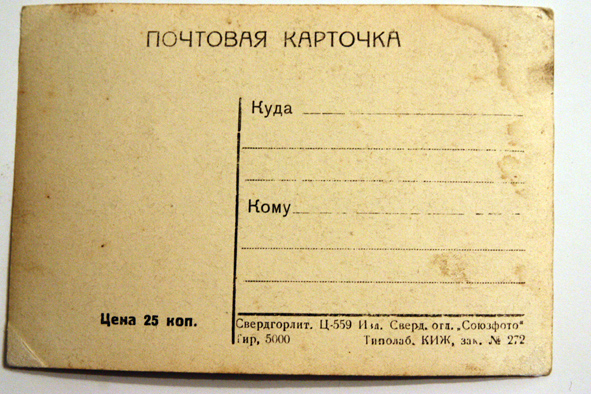 ПОЧТОВАЯ КАРТОЧКА
Куда
Кому
Цена 25 коп.
Свердгорлит. Ц-559 Изд. Сверд. отд. „Союзфото"
Тир, 5000 Типолаб. КИЖ, зак. № 272